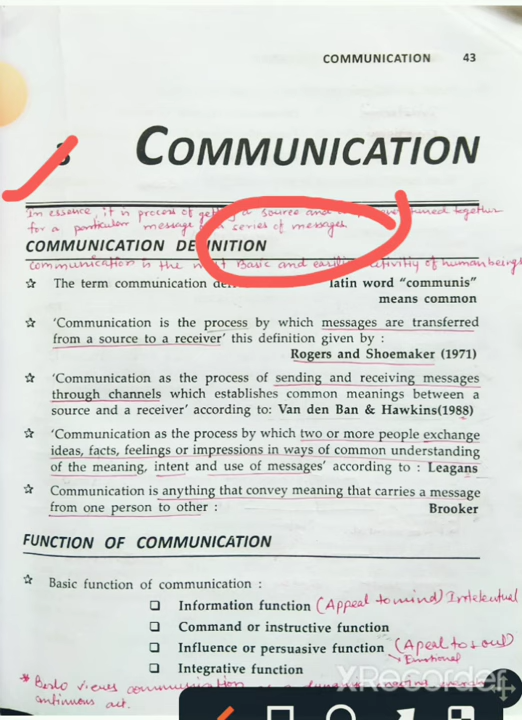 COMMUNICATION 43
COMMUNICATION
In essence, it is process of getting a source and together
for a particular message series of messages
COMMUNICATION DEFINITION
Communication is the most Basic and of human beings
☆ The term communication latin word "communis"
means common
☆ 'Communication is the process by which messages are transferred
from a source to a receiver' this definition given by :
Rogers and Shoemaker (1971)
☆ 'Communication as the process of sending and receiving messages
through channels which establishes common meanings between a
source and a receiver' according to: Van den Ban & Hawkins(1988)
☆ 'Communication as the process by which two or more people exchange
ideas, facts, feelings or impressions in ways of common understanding
of the meaning, intent and use of messages' according to : Leagans
☆ Communication is anything that convey meaning that carries a message
from one person to other : Brooker
FUNCTION OF COMMUNICATION
☆ Basic function of communication :
❑ Information function (Appeal to mind) Intelectual
❑ Command or instructive function
❑ Influence or persuasive function (Apeal to soul)
Emotional
❑ Integrative function
XRecorder
* Berlo views communication
continuous act.